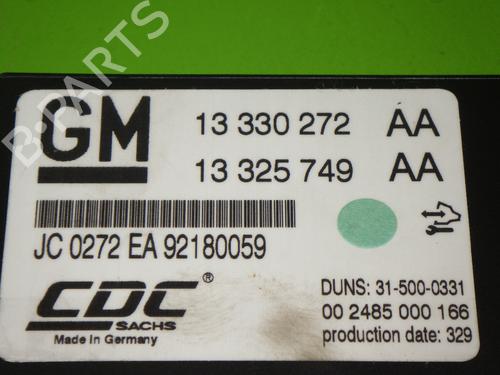 B-PARTS
GM
13 330 272 AA
13 325 749 AA
JC 0272 EA 92180059
CDC®
SACHS
Made in Germany
DUNS: 31-500-0331
00 2485 000 166
production date: 329